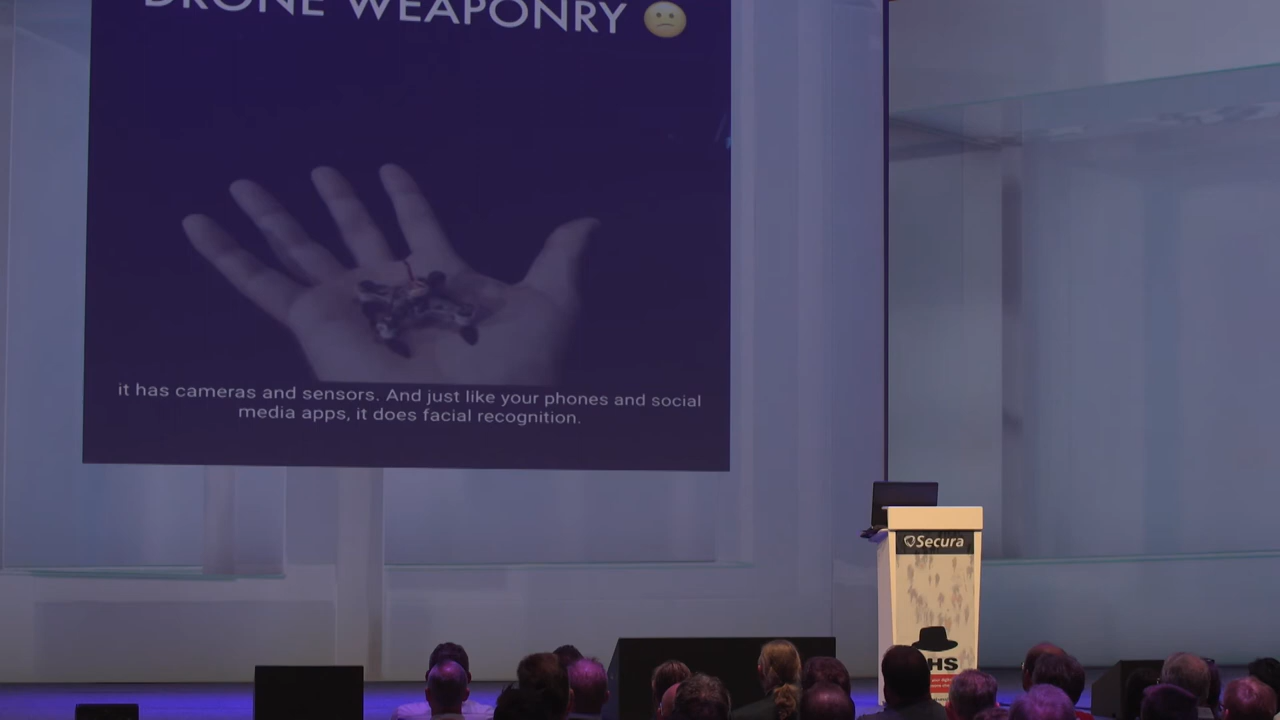 DRONE WEAPONRY 😕
it has cameras and sensors. And just like your phones and social
media apps, it does facial recognition.
Secura
HS